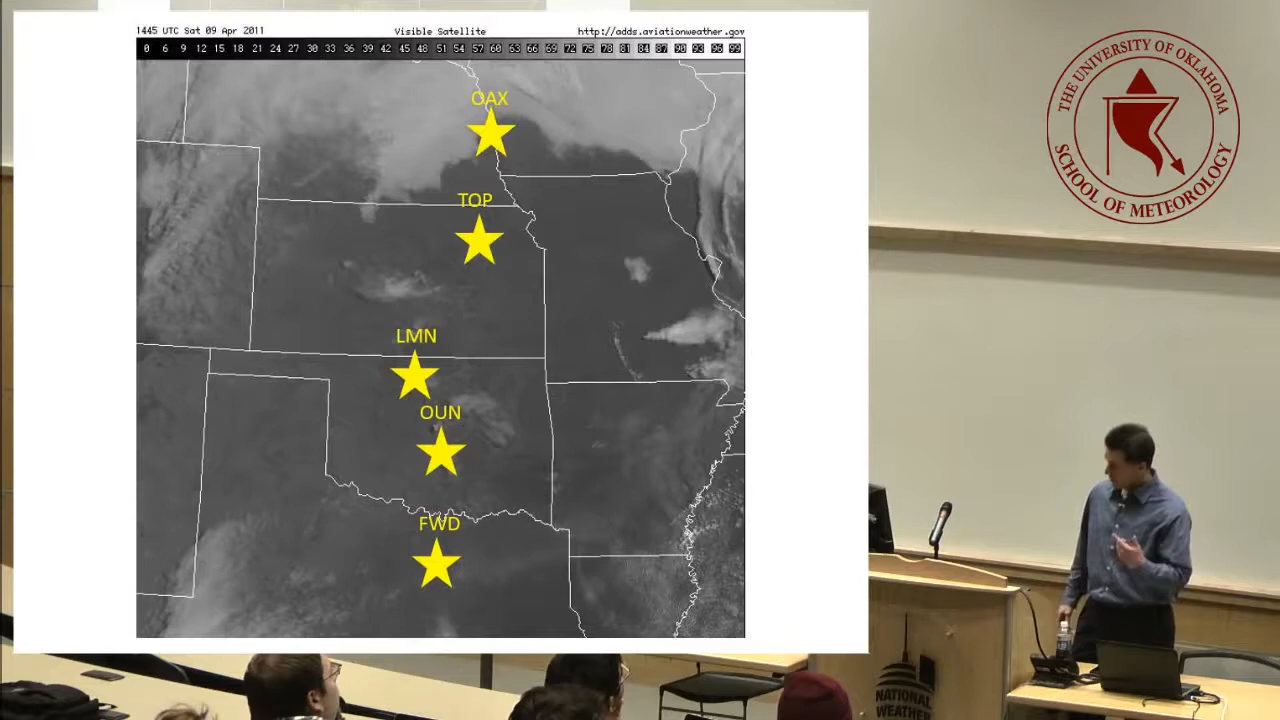 1445 UTC Sat 09 Apr 2011 Visible Satellite http://adds.aviationweather.gov
0 3 6 9 12 15 18 21 24 27 30 33 36 39 42 45 48 51 54 57 60 63 66 69 72 75 78 81 84 87 90 93 96 99
OAX
TOP
LMN
OUN
FWD
THE UNIVERSITY OF OKLAHOMA
SCHOOL OF METEOROLOGY
NATIONAL
WEATHER